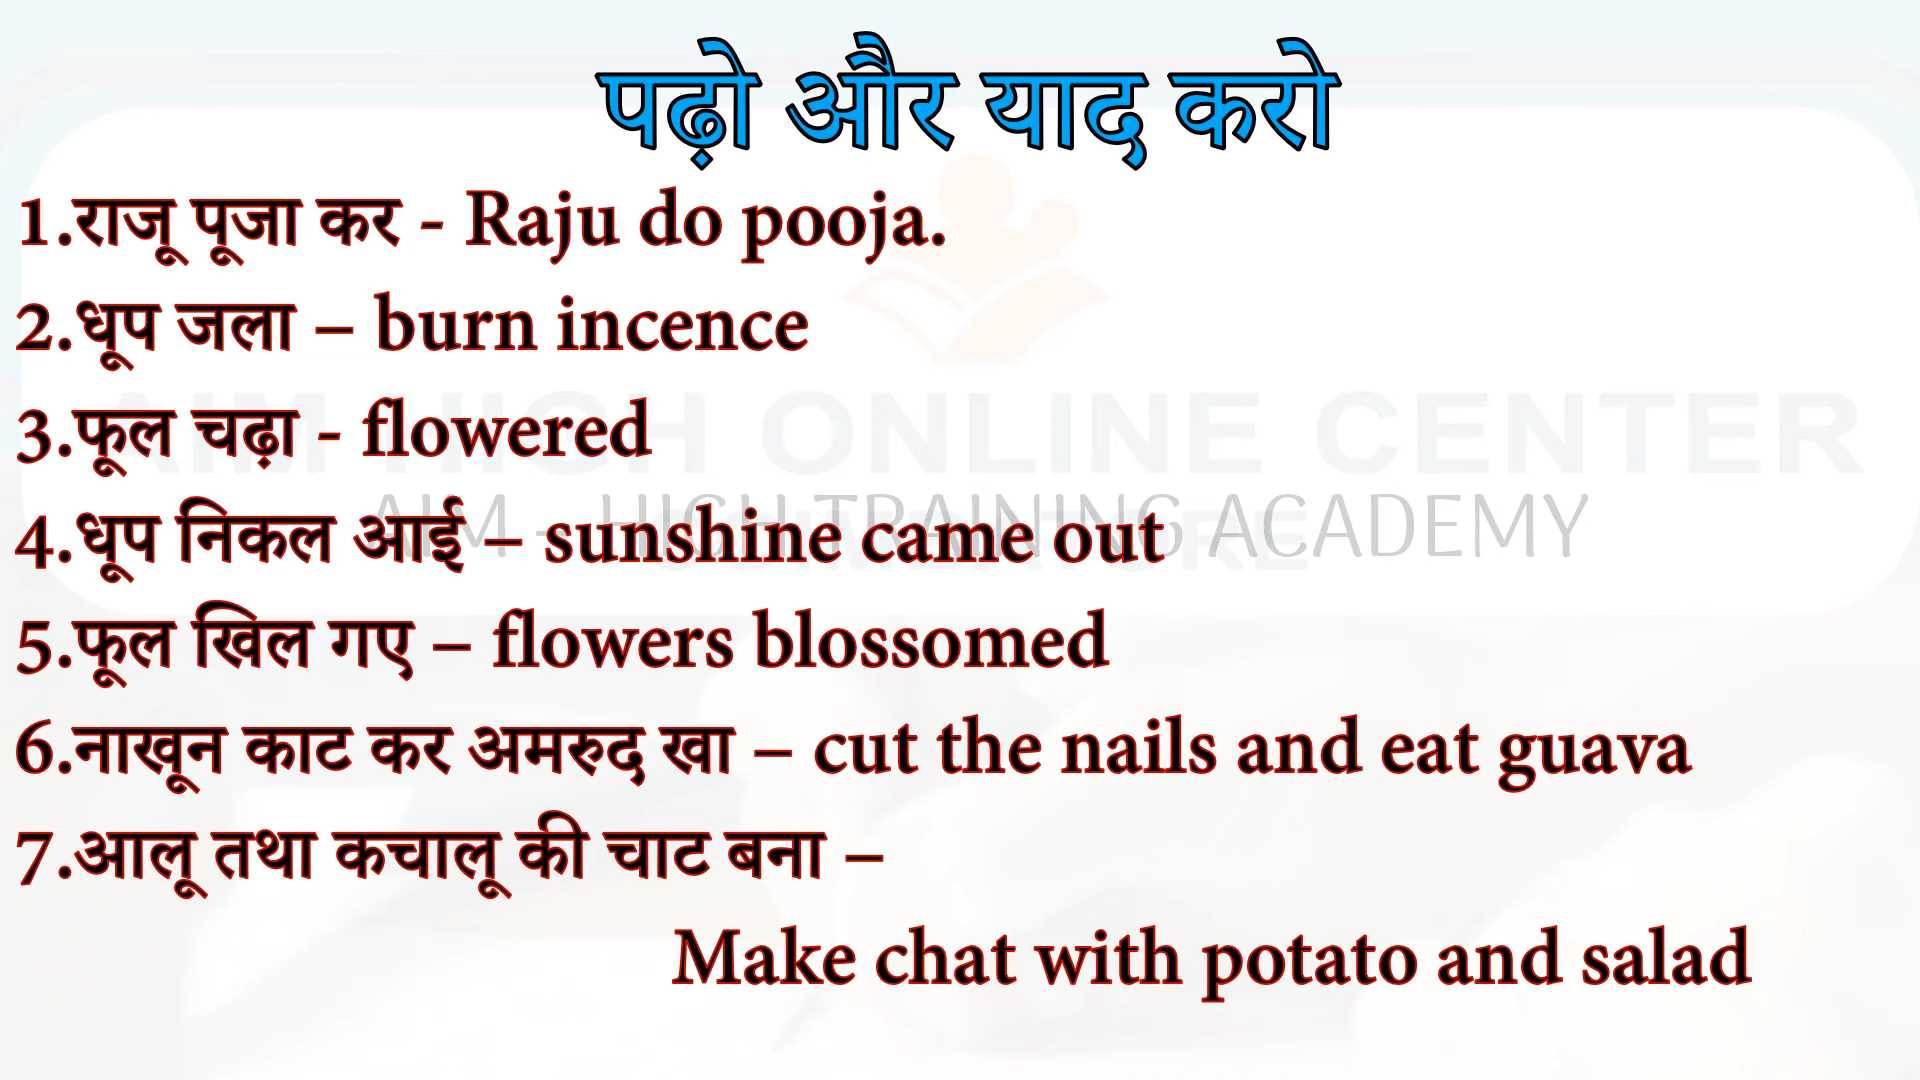 पढ़ो और याद करो
1.राजू पूजा कर - Raju do pooja.
2.धूप जला – burn incence
3.फूल चढ़ा - flowered
AIM HIGH ONLINE CENTER
AIM - HIGH TRAINING ACADEMY
4.धूप निकल आई – sunshine came out
5.फूल खिल गए – flowers blossomed
6.नाखून काट कर अमरुद खा – cut the nails and eat guava
7.आलू तथा कचालू की चाट बना –
Make chat with potato and salad